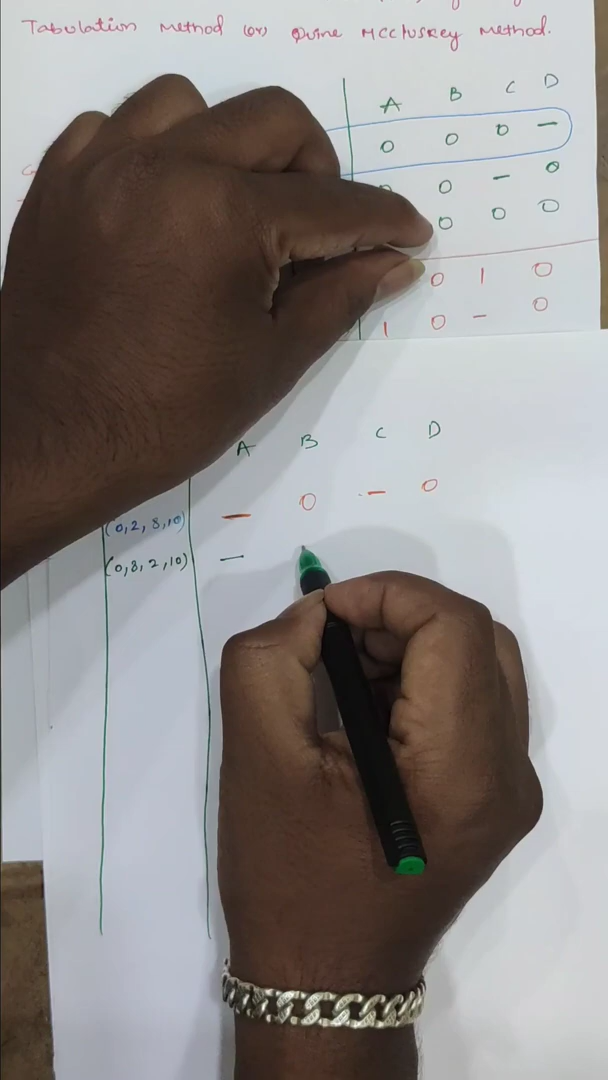 Tabulation Method (or) Quine McCluskey Method.
A B C D
0 0 0 —
0 0 — 0
0 0 0
0 1 0
1 0 — 0
A B C D
(0,2,8,10) — 0 — 0
(0,8,2,10) —